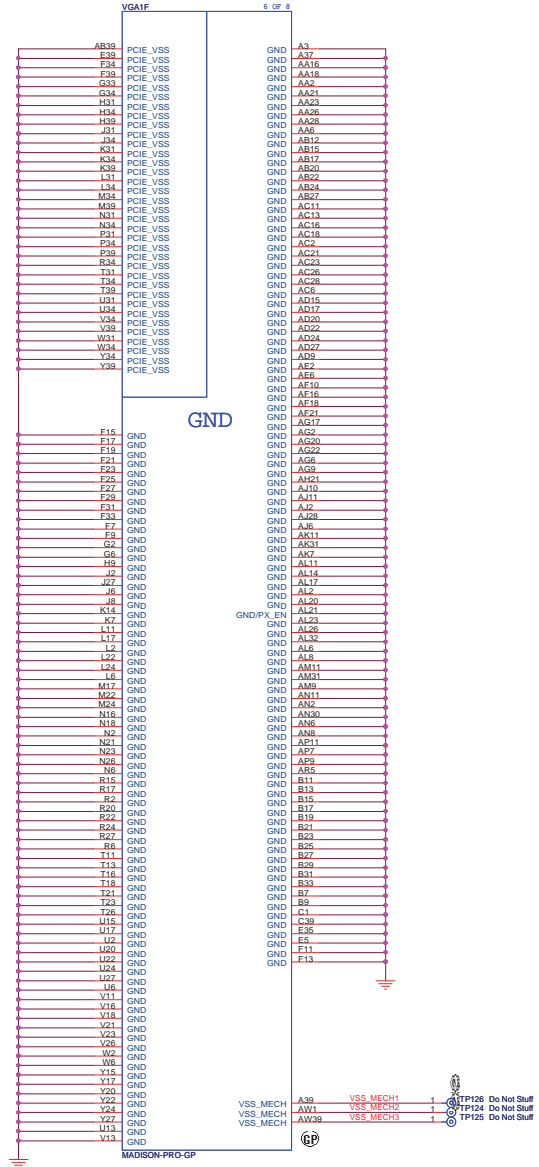 VGA1F
6 OF 8
AB39 PCIE_VSS
E39 PCIE_VSS
F34 PCIE_VSS
F39 PCIE_VSS
G33 PCIE_VSS
G34 PCIE_VSS
H31 PCIE_VSS
H34 PCIE_VSS
H39 PCIE_VSS
J31 PCIE_VSS
J34 PCIE_VSS
K31 PCIE_VSS
K34 PCIE_VSS
K39 PCIE_VSS
L31 PCIE_VSS
L34 PCIE_VSS
M34 PCIE_VSS
M39 PCIE_VSS
N31 PCIE_VSS
N34 PCIE_VSS
P31 PCIE_VSS
P34 PCIE_VSS
P39 PCIE_VSS
R34 PCIE_VSS
T31 PCIE_VSS
T34 PCIE_VSS
T39 PCIE_VSS
U31 PCIE_VSS
U34 PCIE_VSS
V34 PCIE_VSS
V39 PCIE_VSS
W31 PCIE_VSS
W34 PCIE_VSS
Y34 PCIE_VSS
Y39 PCIE_VSS
GND
F15 GND
F17 GND
F19 GND
F21 GND
F23 GND
F25 GND
F27 GND
F29 GND
F31 GND
F33 GND
F7 GND
F9 GND
G2 GND
G6 GND
H9 GND
J2 GND
J27 GND
J6 GND
J8 GND
K14 GND
K7 GND
L11 GND
L17 GND
L2 GND
L22 GND
L24 GND
L6 GND
M17 GND
M22 GND
M24 GND
N16 GND
N18 GND
N2 GND
N21 GND
N23 GND
N26 GND
N6 GND
R15 GND
R17 GND
R2 GND
R20 GND
R22 GND
R24 GND
R27 GND
R6 GND
T11 GND
T13 GND
T16 GND
T18 GND
T21 GND
T23 GND
T26 GND
U15 GND
U17 GND
U2 GND
U20 GND
U22 GND
U24 GND
U27 GND
U6 GND
V11 GND
V16 GND
V18 GND
V21 GND
V23 GND
V26 GND
W2 GND
W6 GND
Y15 GND
Y17 GND
Y20 GND
Y22 GND
Y24 GND
Y27 GND
U13 GND
V13 GND
GND A3
GND A37
GND AA16
GND AA18
GND AA2
GND AA21
GND AA23
GND AA26
GND AA28
GND AA6
GND AB12
GND AB15
GND AB17
GND AB20
GND AB22
GND AB24
GND AB27
GND AC11
GND AC13
GND AC16
GND AC18
GND AC2
GND AC21
GND AC23
GND AC26
GND AC28
GND AC6
GND AD15
GND AD17
GND AD20
GND AD22
GND AD24
GND AD27
GND AD9
GND AE2
GND AE6
GND AF10
GND AF16
GND AF18
GND AF21
GND AG17
GND AG2
GND AG20
GND AG22
GND AG6
GND AG9
GND AH21
GND AJ10
GND AJ11
GND AJ2
GND AJ28
GND AJ6
GND AK11
GND AK31
GND AK7
GND AL11
GND AL14
GND AL17
GND AL2
GND AL20
GND/PX_EN AL21
GND AL23
GND AL26
GND AL32
GND AL6
GND AL8
GND AM11
GND AM31
GND AM9
GND AN11
GND AN2
GND AN30
GND AN6
GND AN8
GND AP11
GND AP7
GND AP9
GND AR5
GND B11
GND B13
GND B15
GND B17
GND B19
GND B21
GND B23
GND B25
GND B27
GND B29
GND B31
GND B33
GND B7
GND B9
GND C1
GND C39
GND E35
GND E5
GND F11
GND F13
VSS_MECH A39 VSS_MECH1 1 TP126 Do Not Stuff
VSS_MECH AW1 VSS_MECH2 1 TP124 Do Not Stuff
VSS_MECH AW39 VSS_MECH3 1 TP125 Do Not Stuff
GP
MADISON-PRO-GP